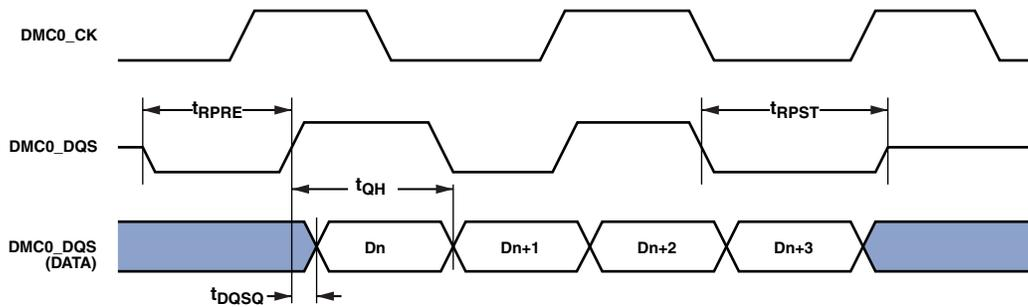 DMC0_CK
tRPRE
tRPST
DMC0_DQS
tQH
DMC0_DQS
(DATA)
Dn
Dn+1
Dn+2
Dn+3
tDQSQ